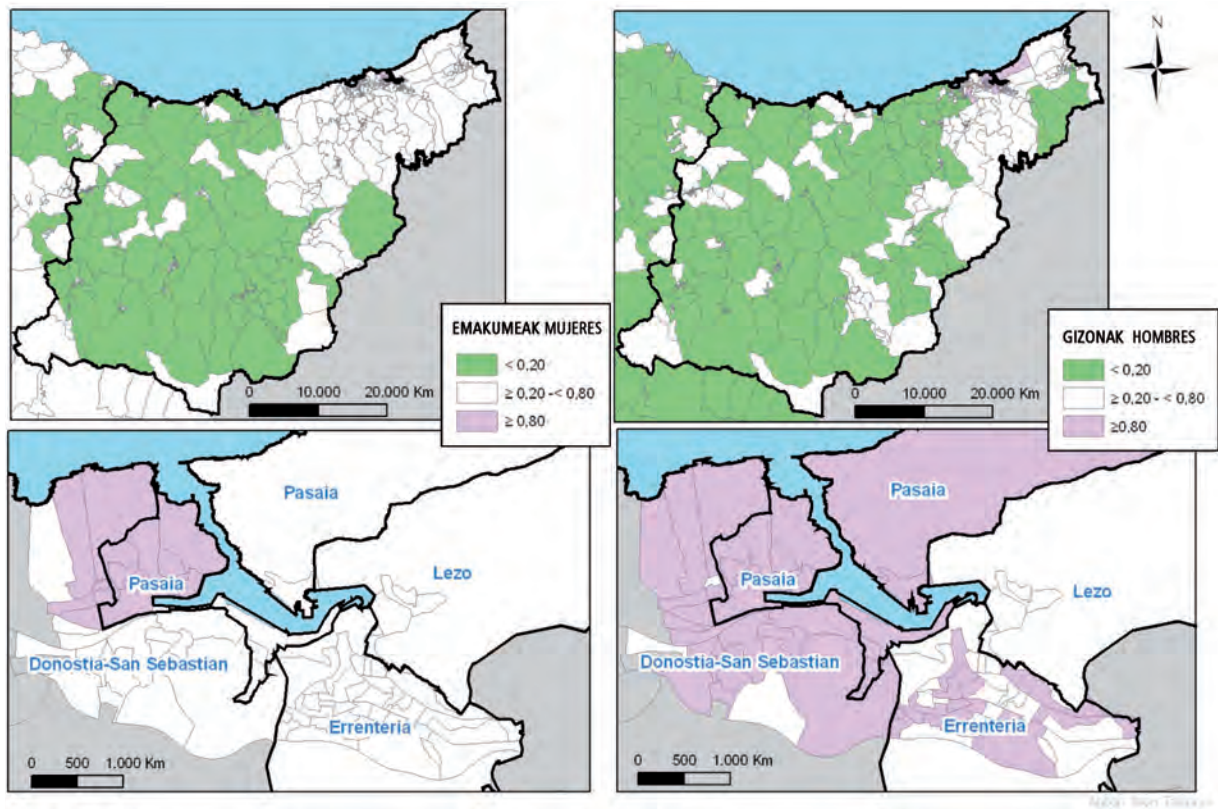 N
EMAKUMEAK MUJERES
< 0,20
≥ 0,20 -< 0,80
≥ 0,80
0 10.000 20.000 Km
GIZONAK HOMBRES
< 0,20
≥ 0,20 -< 0,80
≥0,80
0 10.000 20.000 Km
Pasaia
Lezo
Pasaia
Donostia-San Sebastian
Errenteria
0 500 1.000 Km
Pasaia
Lezo
Pasaia
Donostia-San Sebastian
Errenteria
0 500 1.000 Km